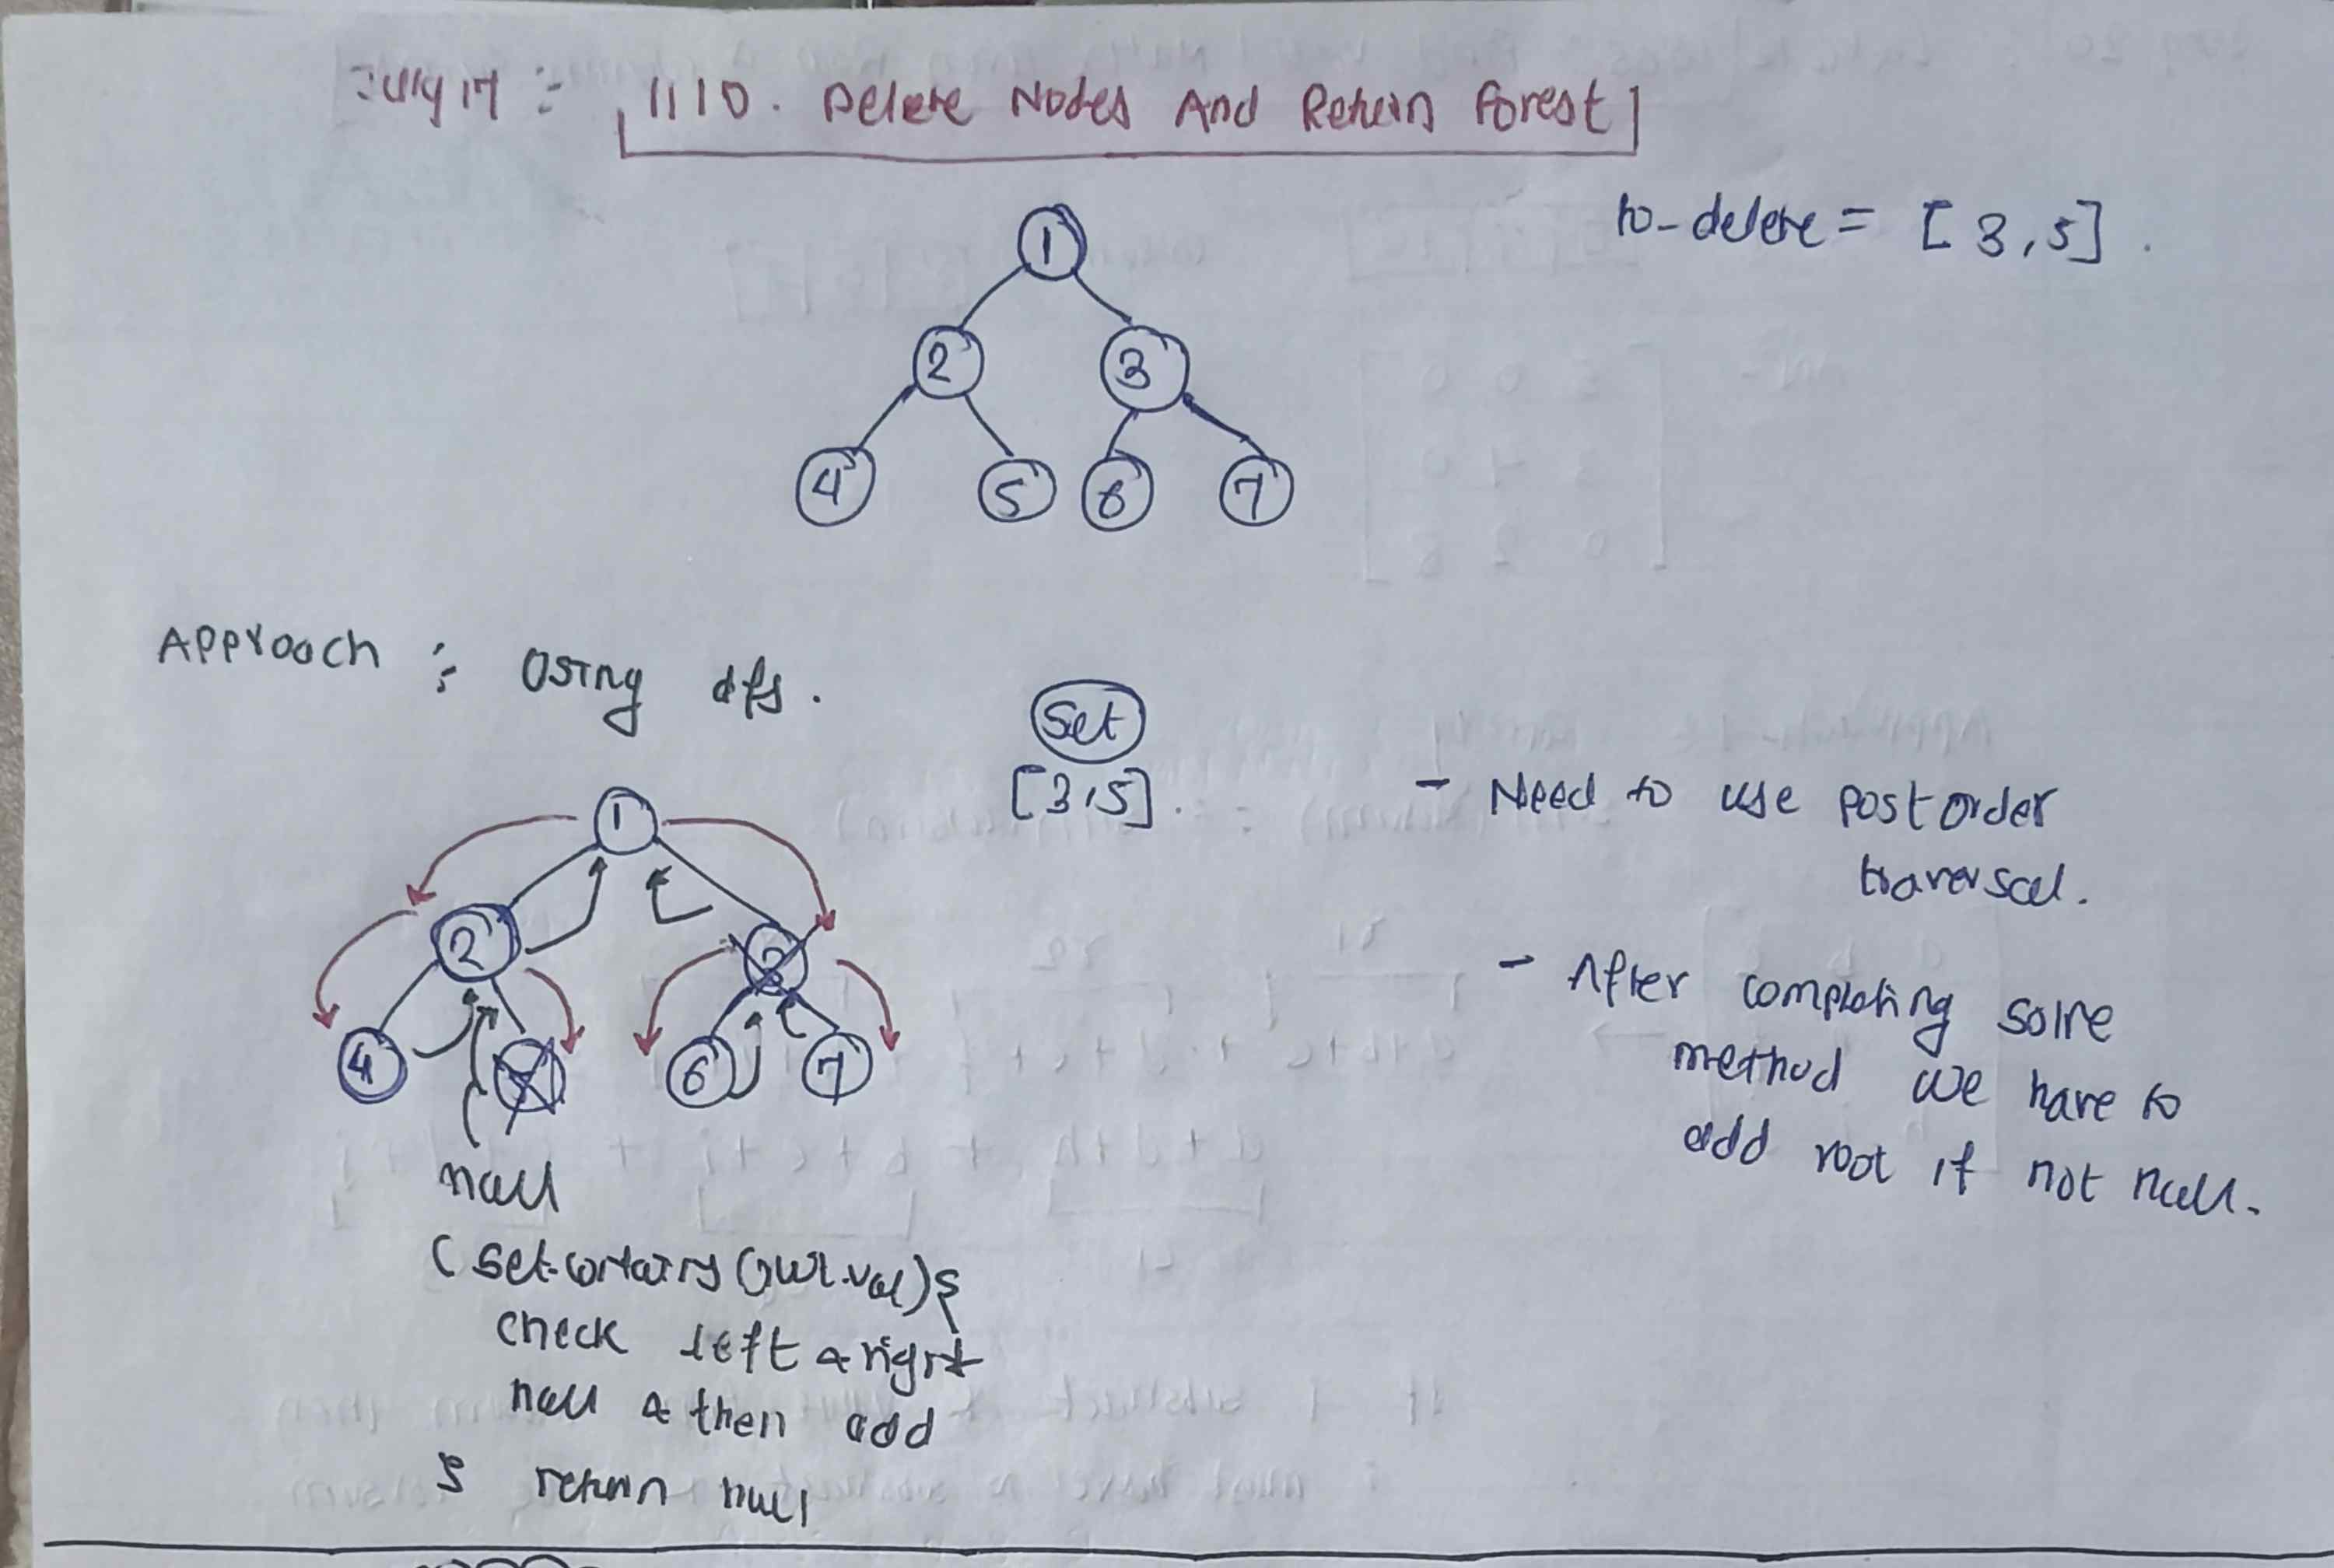 July 17 :- 1110. Delete Nodes And Return Forest
to-delete = [3,5].
1
2 3
4 5 6 7
Approach :- Using dfs.
Set
[3,5].
1
2 3
4 5 6 7
null
(set.contains(curr.val){
check left & right
null & then add
} return null
- Need to use postorder
traversal.
- After completing solve
method we have to
add root if not null.